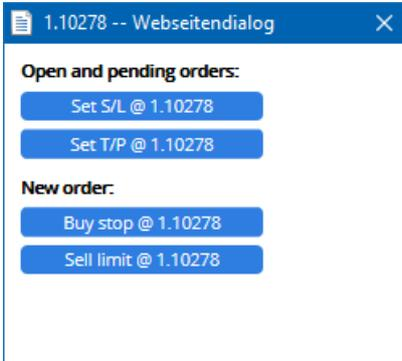 1.10278 -- Webseitendialog
Open and pending orders:
Set S/L @ 1.10278
Set T/P @ 1.10278
New order:
Buy stop @ 1.10278
Sell limit @ 1.10278